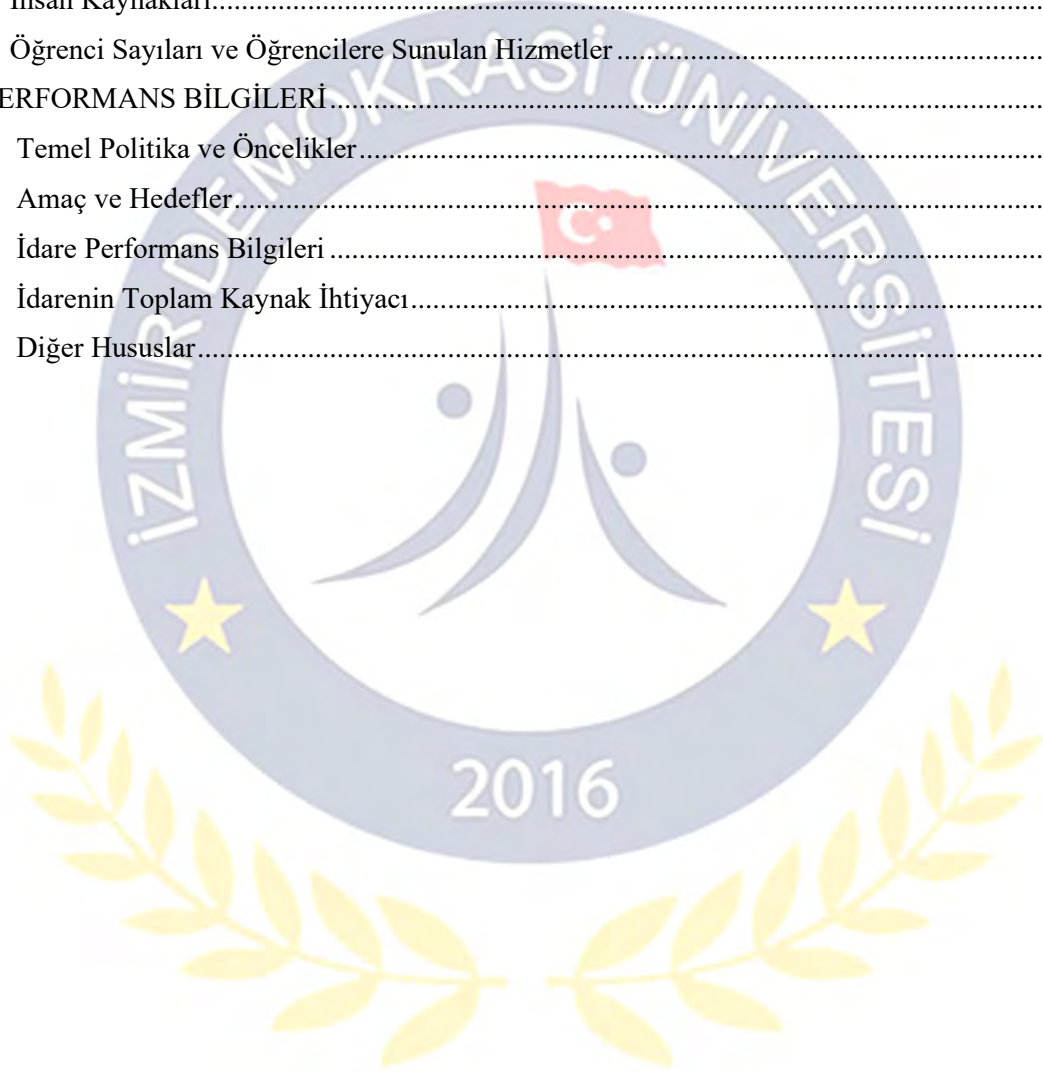 İnsan Kaynakları
Öğrenci Sayıları ve Öğrencilere Sunulan Hizmetler
ERFORMANS BİLGİLERİ
Temel Politika ve Öncelikler
Amaç ve Hedefler
İdare Performans Bilgileri
İdarenin Toplam Kaynak İhtiyacı
Diğer Hususlar
İZMİR DEMOKRASİ ÜNİVERSİTESİ
2016